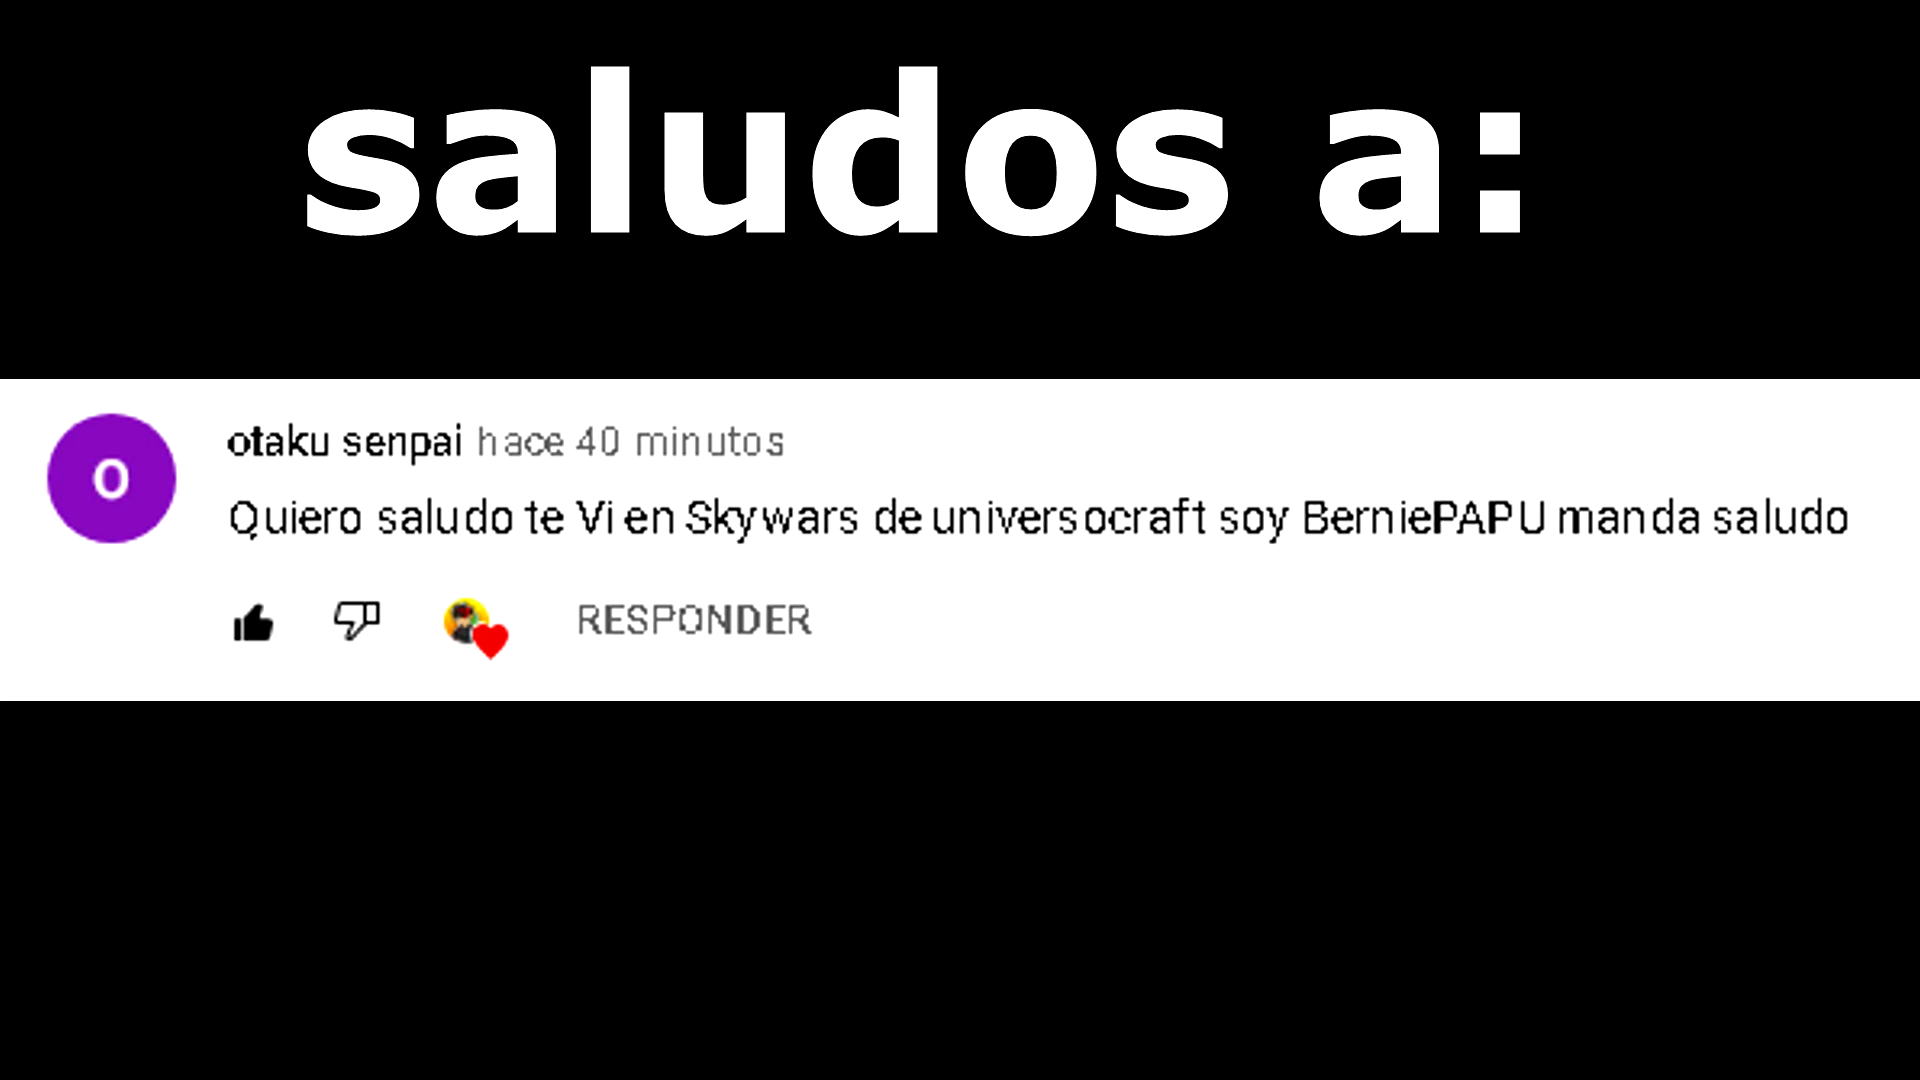 saludos a:
otaku senpai hace 40 minutos
O
Quiero saludo te Vi en Skywars de universocraft soy BerniePAPU manda saludo
RESPONDER